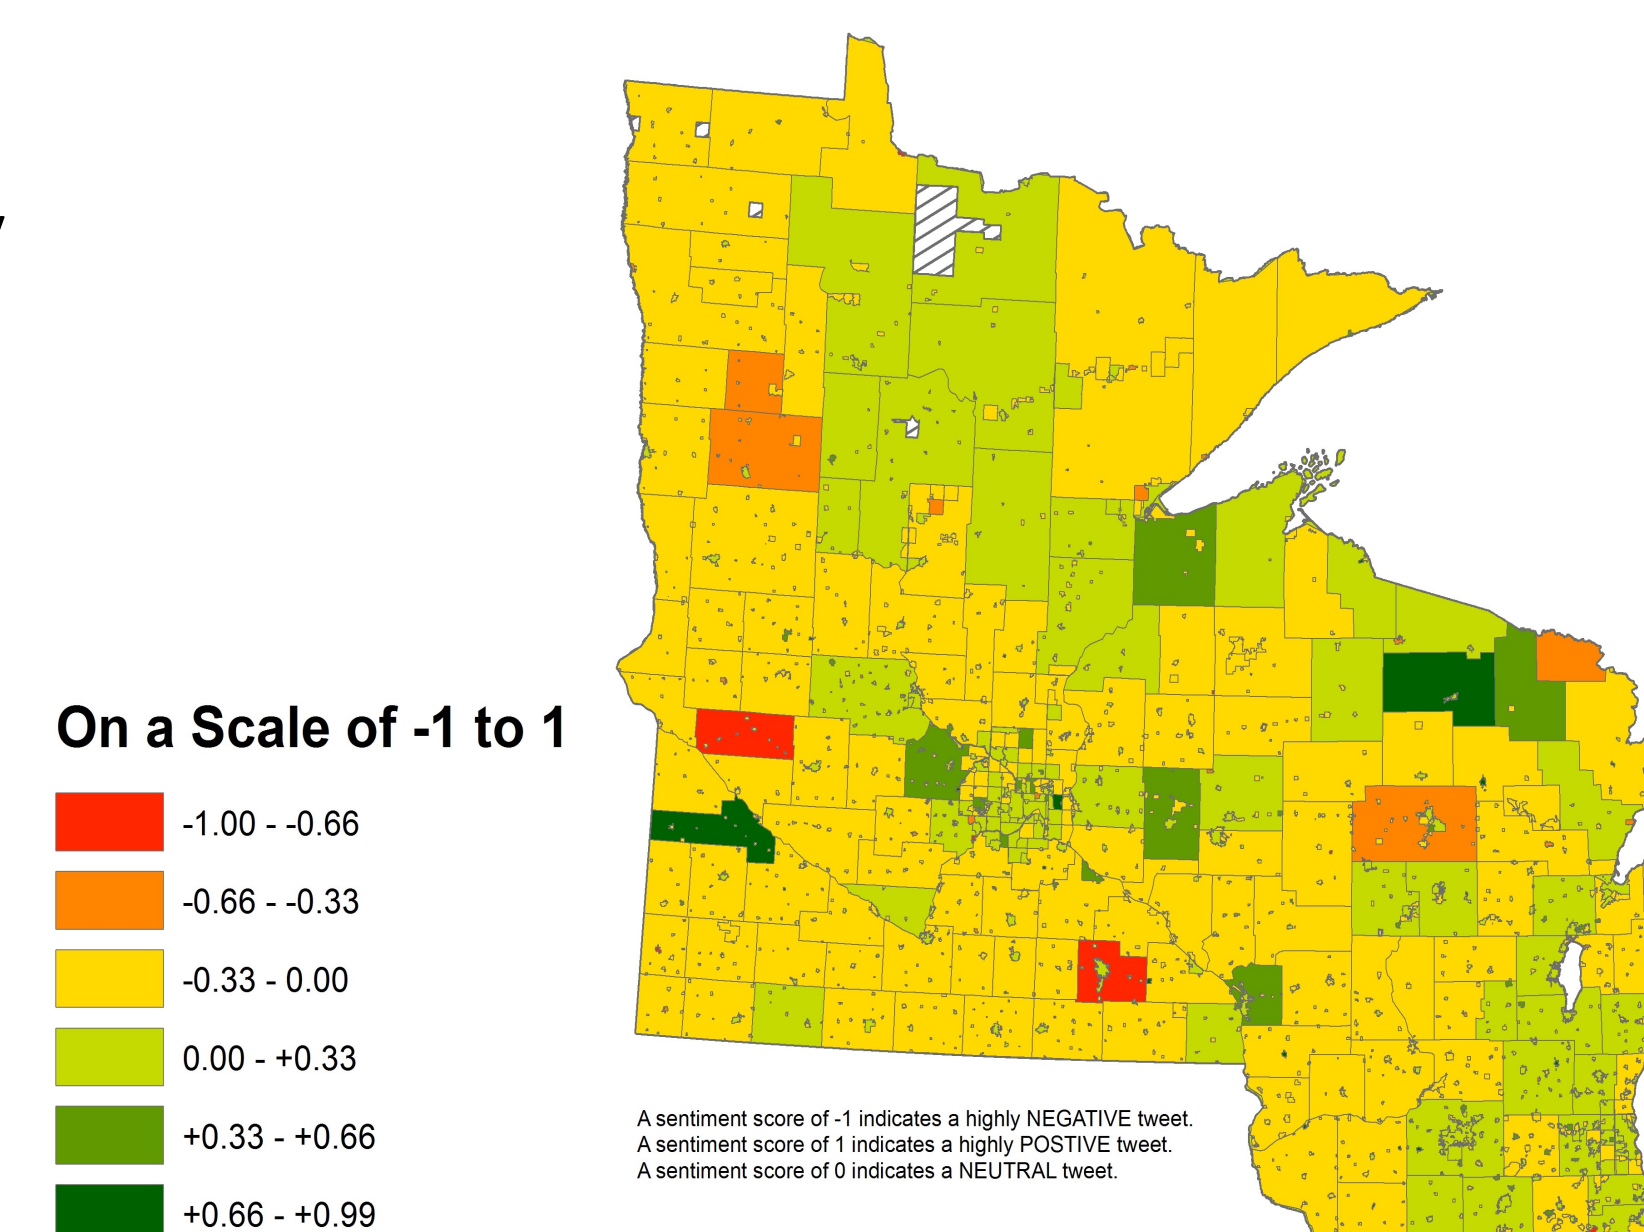 On a Scale of -1 to 1
-1.00 - -0.66
-0.66 - -0.33
-0.33 - 0.00
0.00 - +0.33
+0.33 - +0.66
+0.66 - +0.99
A sentiment score of -1 indicates a highly NEGATIVE tweet.
A sentiment score of 1 indicates a highly POSTIVE tweet.
A sentiment score of 0 indicates a NEUTRAL tweet.